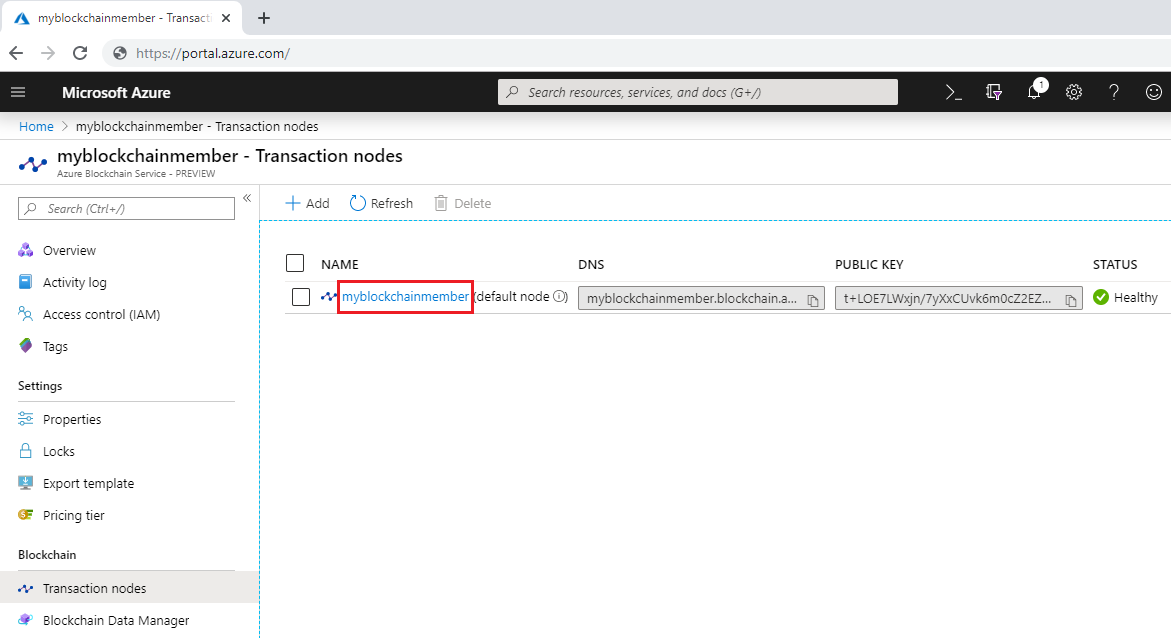 myblockchainmember - Transacti
https://portal.azure.com/
Microsoft Azure
Search resources, services, and docs (G+/)
1
Home > myblockchainmember - Transaction nodes
myblockchainmember - Transaction nodes
Azure Blockchain Service - PREVIEW
Search (Ctrl+/)
«
Overview
Activity log
Access control (IAM)
Tags
Settings
Properties
Locks
Export template
Pricing tier
Blockchain
Transaction nodes
Blockchain Data Manager
Add Refresh Delete
NAME DNS PUBLIC KEY STATUS
myblockchainmember (default node myblockchainmember.blockchain.a... t+LOE7LWxjn/7yXxCUvk6m0cZ2EZ... Healthy